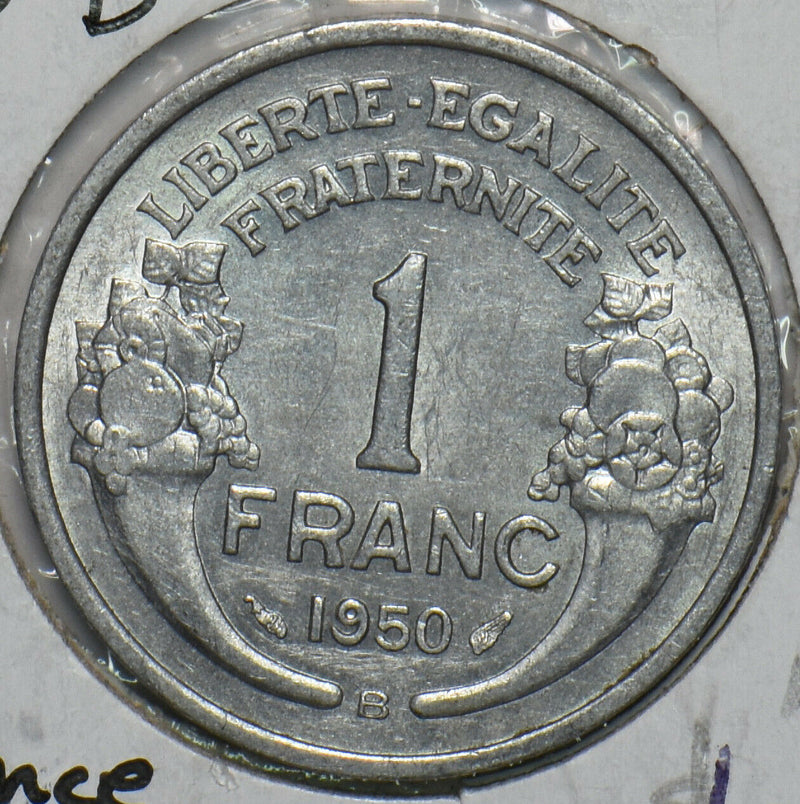 LIBERTE · EGALITE
FRATERNITE
1
FRANC
1950
B